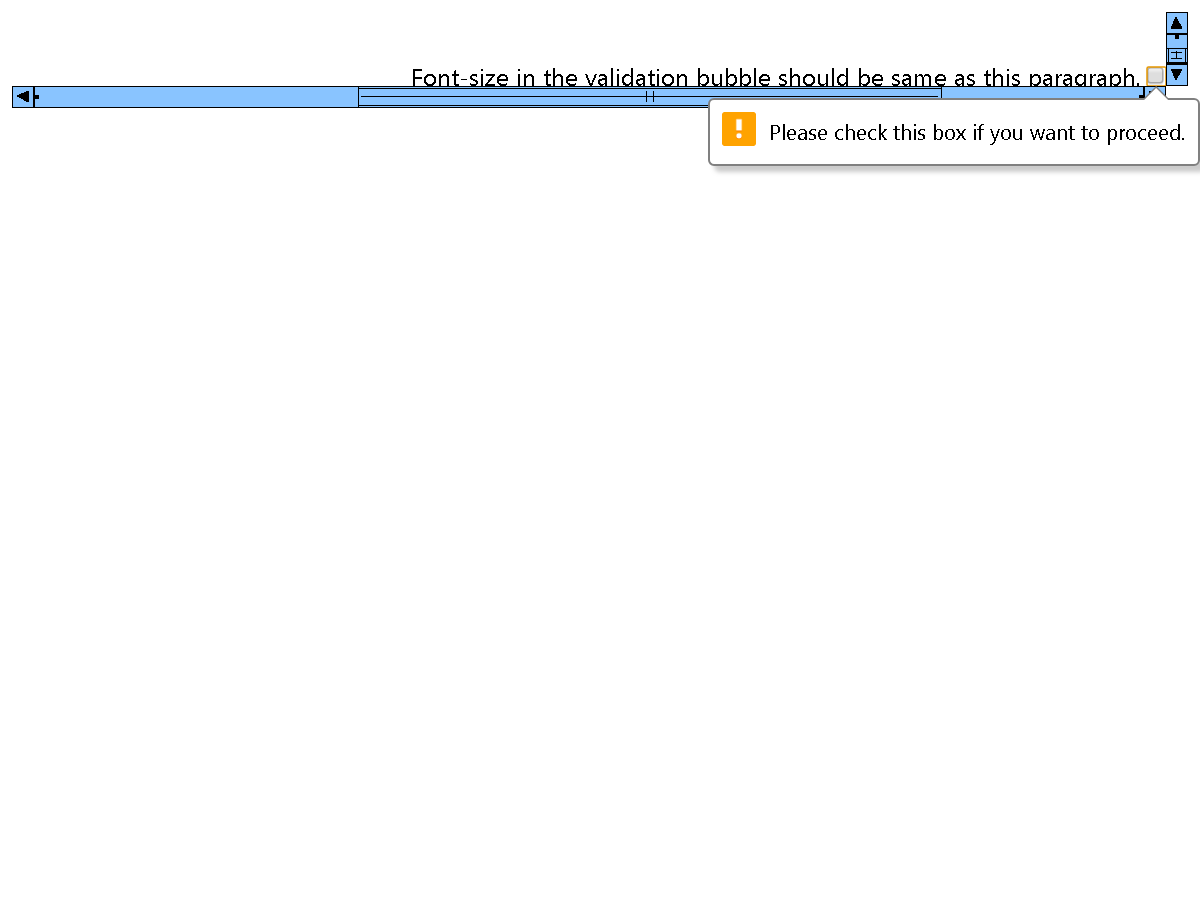 Font-size in the validation bubble should be same as this paragraph.
Please check this box if you want to proceed.